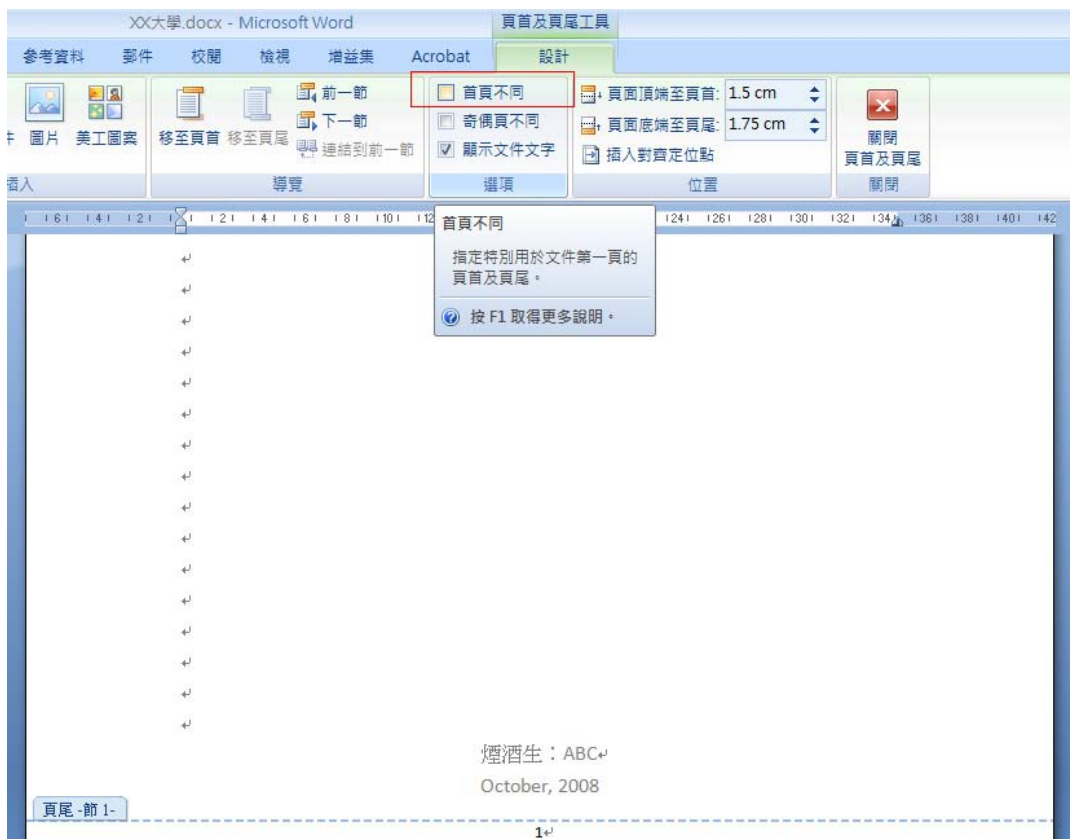 XX大學.docx - Microsoft Word
頁首及頁尾工具
參考資料 郵件 校閱 檢視 增益集 Acrobat 設計
圖片 美工圖案
移至頁首 移至頁尾
前一節
下一節
連結到前一節
首頁不同
奇偶頁不同
顯示文件文字
頁面頂端至頁首: 1.5 cm
頁面底端至頁尾: 1.75 cm
插入對齊定位點
關閉
頁首及頁尾
插入 導覽 選項 位置 關閉
首頁不同
指定特別用於文件第一頁的
頁首及頁尾。
按 F1 取得更多說明。
煙酒生：ABC
October, 2008
頁尾 -節 1-
1